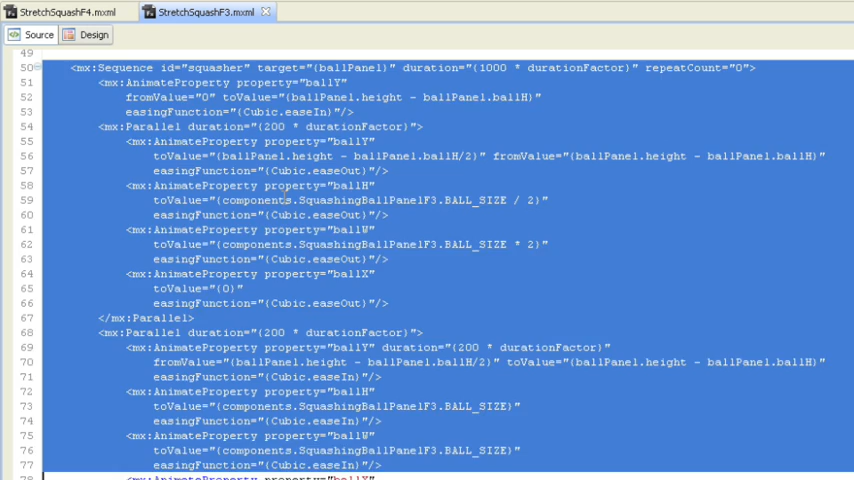 StretchSquashF4.mxml StretchSquashF3.mxml
Source Design
49
50 <mx:Sequence id="squasher" target="{ballPanel}" duration="{1000 * durationFactor}" repeatCount="0">
51 <mx:AnimateProperty property="ballY"
52 fromValue="0" toValue="{ballPanel.height - ballPanel.ballH}"
53 easingFunction="{Cubic.easeIn}"/>
54 <mx:Parallel duration="{200 * durationFactor}">
55 <mx:AnimateProperty property="ballY"
56 toValue="{ballPanel.height - ballPanel.ballH/2}" fromValue="{ballPanel.height - ballPanel.ballH}"
57 easingFunction="{Cubic.easeOut}"/>
58 <mx:AnimateProperty property="ballH"
59 toValue="{components.SquashingBallPanelF3.BALL_SIZE / 2}"
60 easingFunction="{Cubic.easeOut}"/>
61 <mx:AnimateProperty property="ballW"
62 toValue="{components.SquashingBallPanelF3.BALL_SIZE * 2}"
63 easingFunction="{Cubic.easeOut}"/>
64 <mx:AnimateProperty property="ballX"
65 toValue="{0}"
66 easingFunction="{Cubic.easeOut}"/>
67 </mx:Parallel>
68 <mx:Parallel duration="{200 * durationFactor}">
69 <mx:AnimateProperty property="ballY" duration="{200 * durationFactor}"
70 fromValue="{ballPanel.height - ballPanel.ballH/2}" toValue="{ballPanel.height - ballPanel.ballH}"
71 easingFunction="{Cubic.easeIn}"/>
72 <mx:AnimateProperty property="ballH"
73 toValue="{components.SquashingBallPanelF3.BALL_SIZE}"
74 easingFunction="{Cubic.easeIn}"/>
75 <mx:AnimateProperty property="ballW"
76 toValue="{components.SquashingBallPanelF3.BALL_SIZE}"
77 easingFunction="{Cubic.easeIn}"/>
78 <mx:AnimateProperty property="ballX"